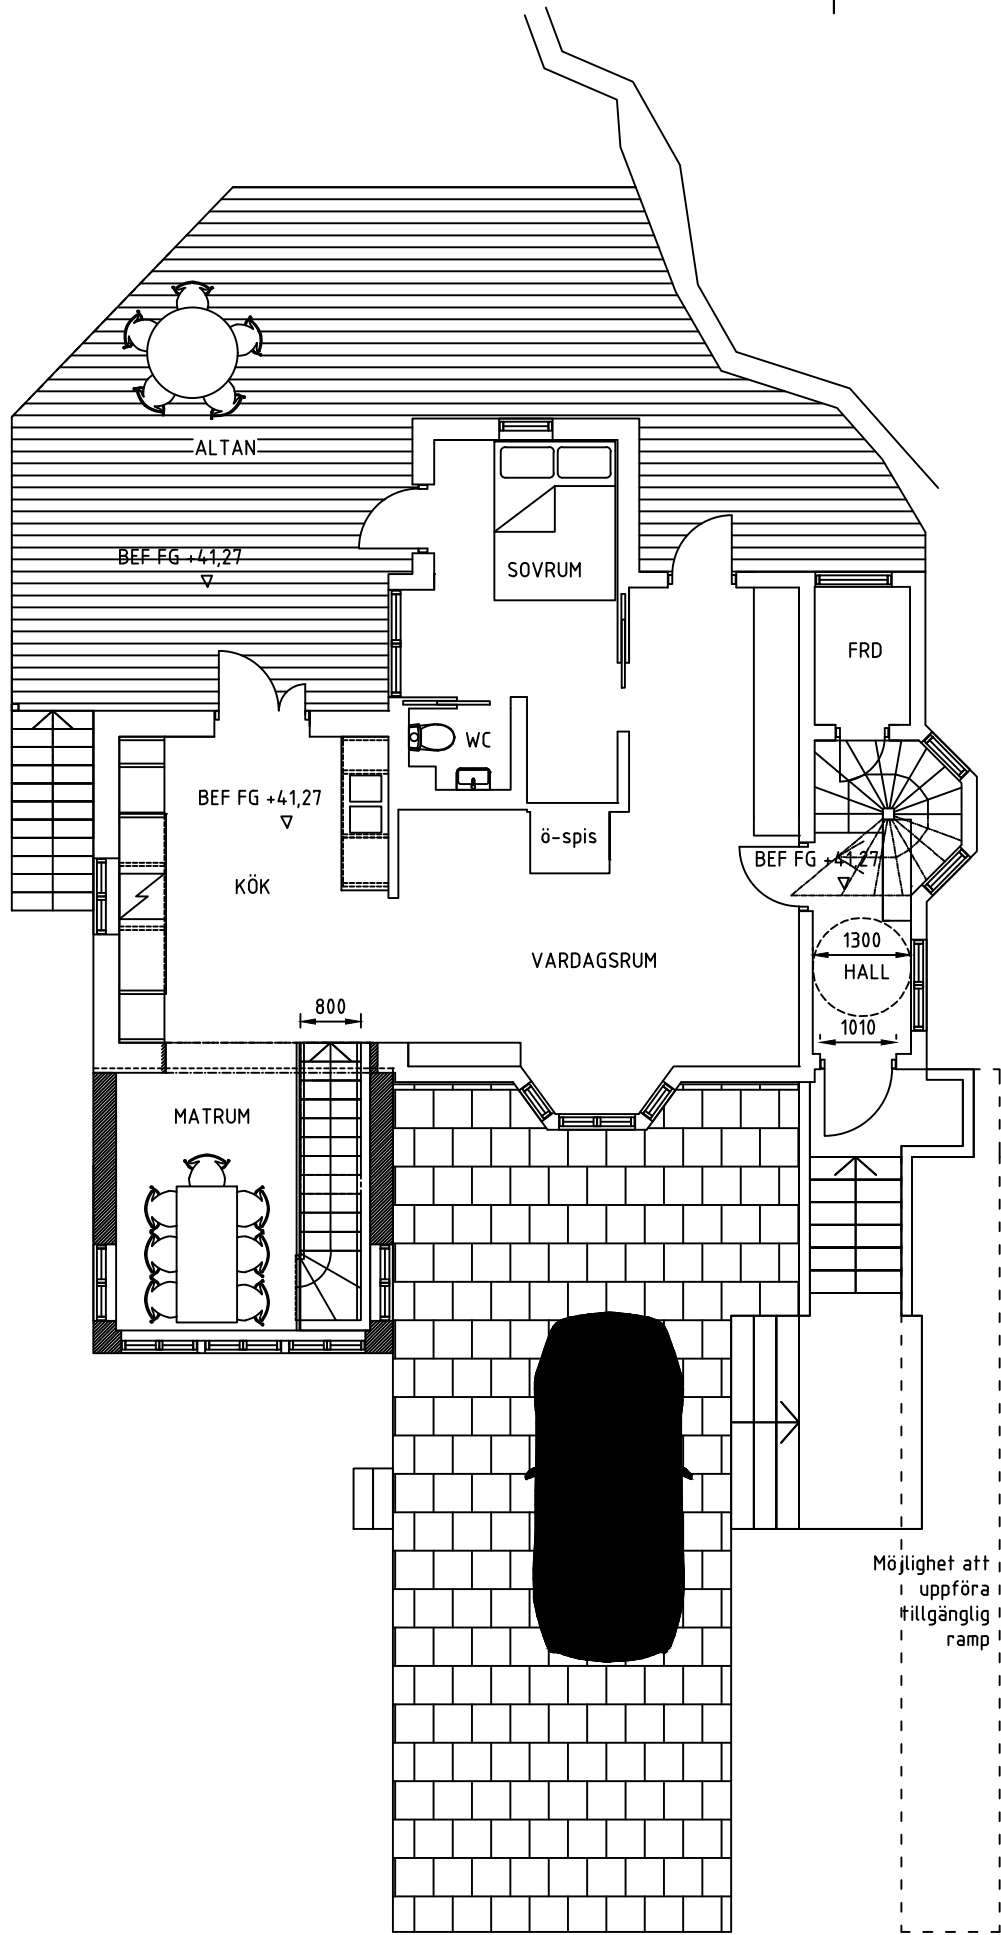 ALTAN
BEF FG +41,27
SOVRUM
FRD
WC
BEF FG +41,27
ö-spis
BEF FG +41,27
KÖK
1300
VARDAGSRUM
HALL
800
1010
MATRUM
Möjlighet att
uppföra
tillgänglig
ramp